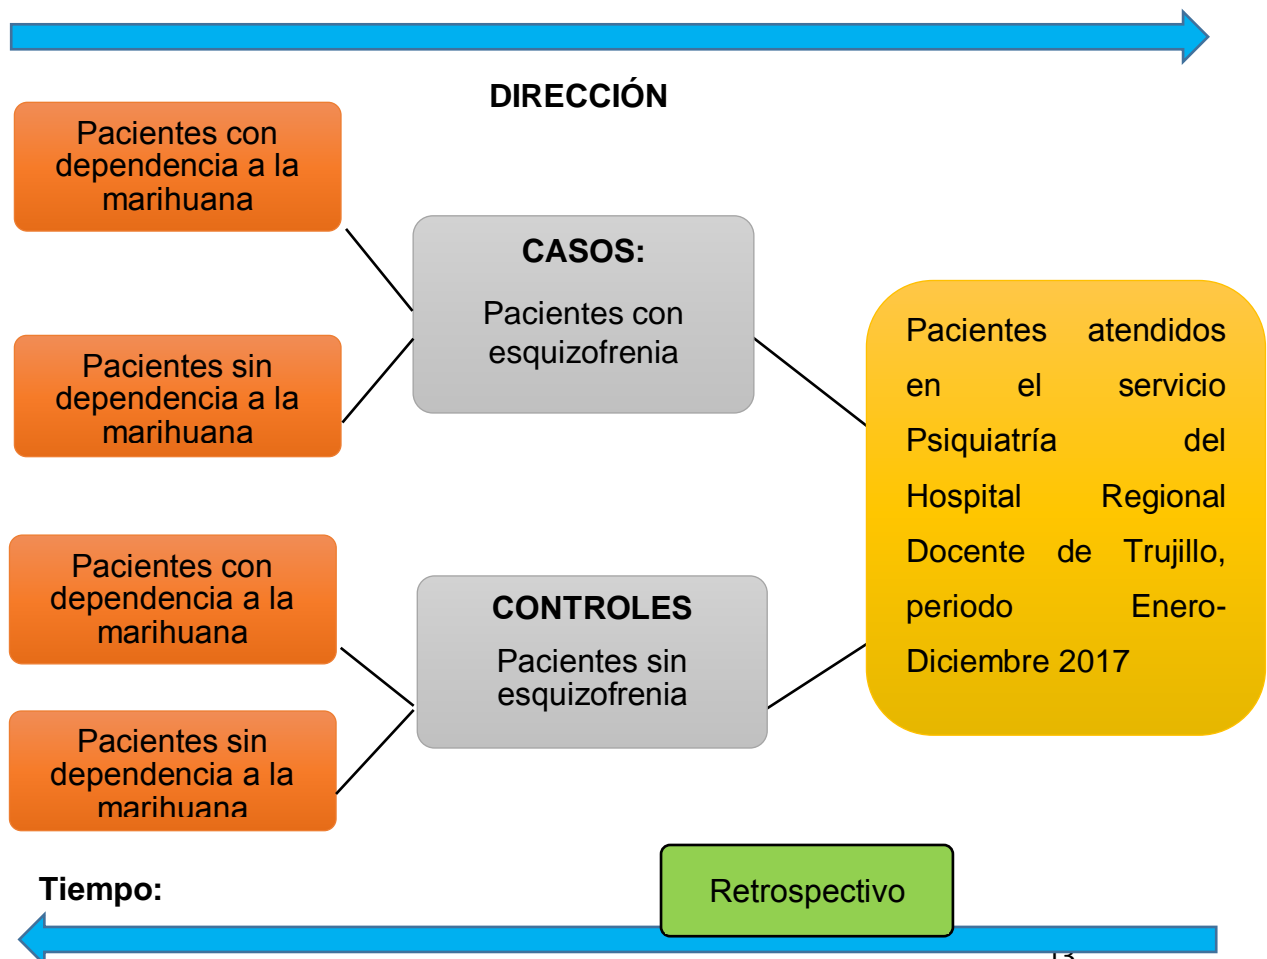 DIRECCIÓN
Pacientes con
dependencia a la
marihuana
Pacientes sin
dependencia a la
marihuana
CASOS:
Pacientes con
esquizofrenia
Pacientes con
dependencia a la
marihuana
Pacientes sin
dependencia a la
marihuana
CONTROLES
Pacientes sin
esquizofrenia
Pacientes atendidos
en el servicio
Psiquiatría del
Hospital Regional
Docente de Trujillo,
periodo Enero-
Diciembre 2017
Tiempo:
Retrospectivo
13